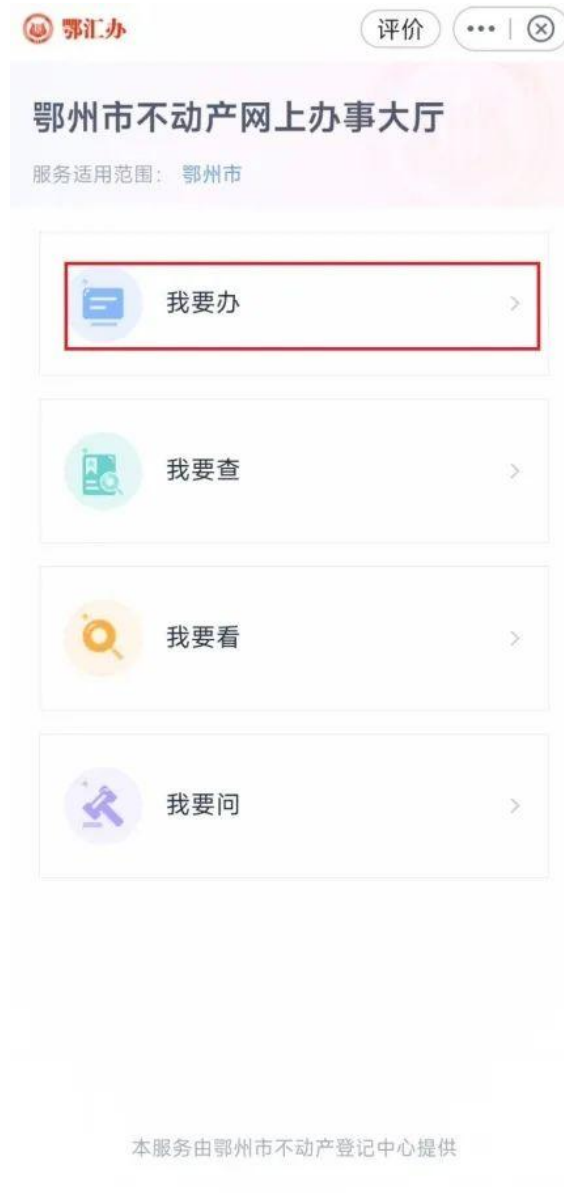 鄂汇办 评价
鄂州市不动产网上办事大厅
服务适用范围： 鄂州市
我要办
我要查
我要看
我要问
本服务由鄂州市不动产登记中心提供